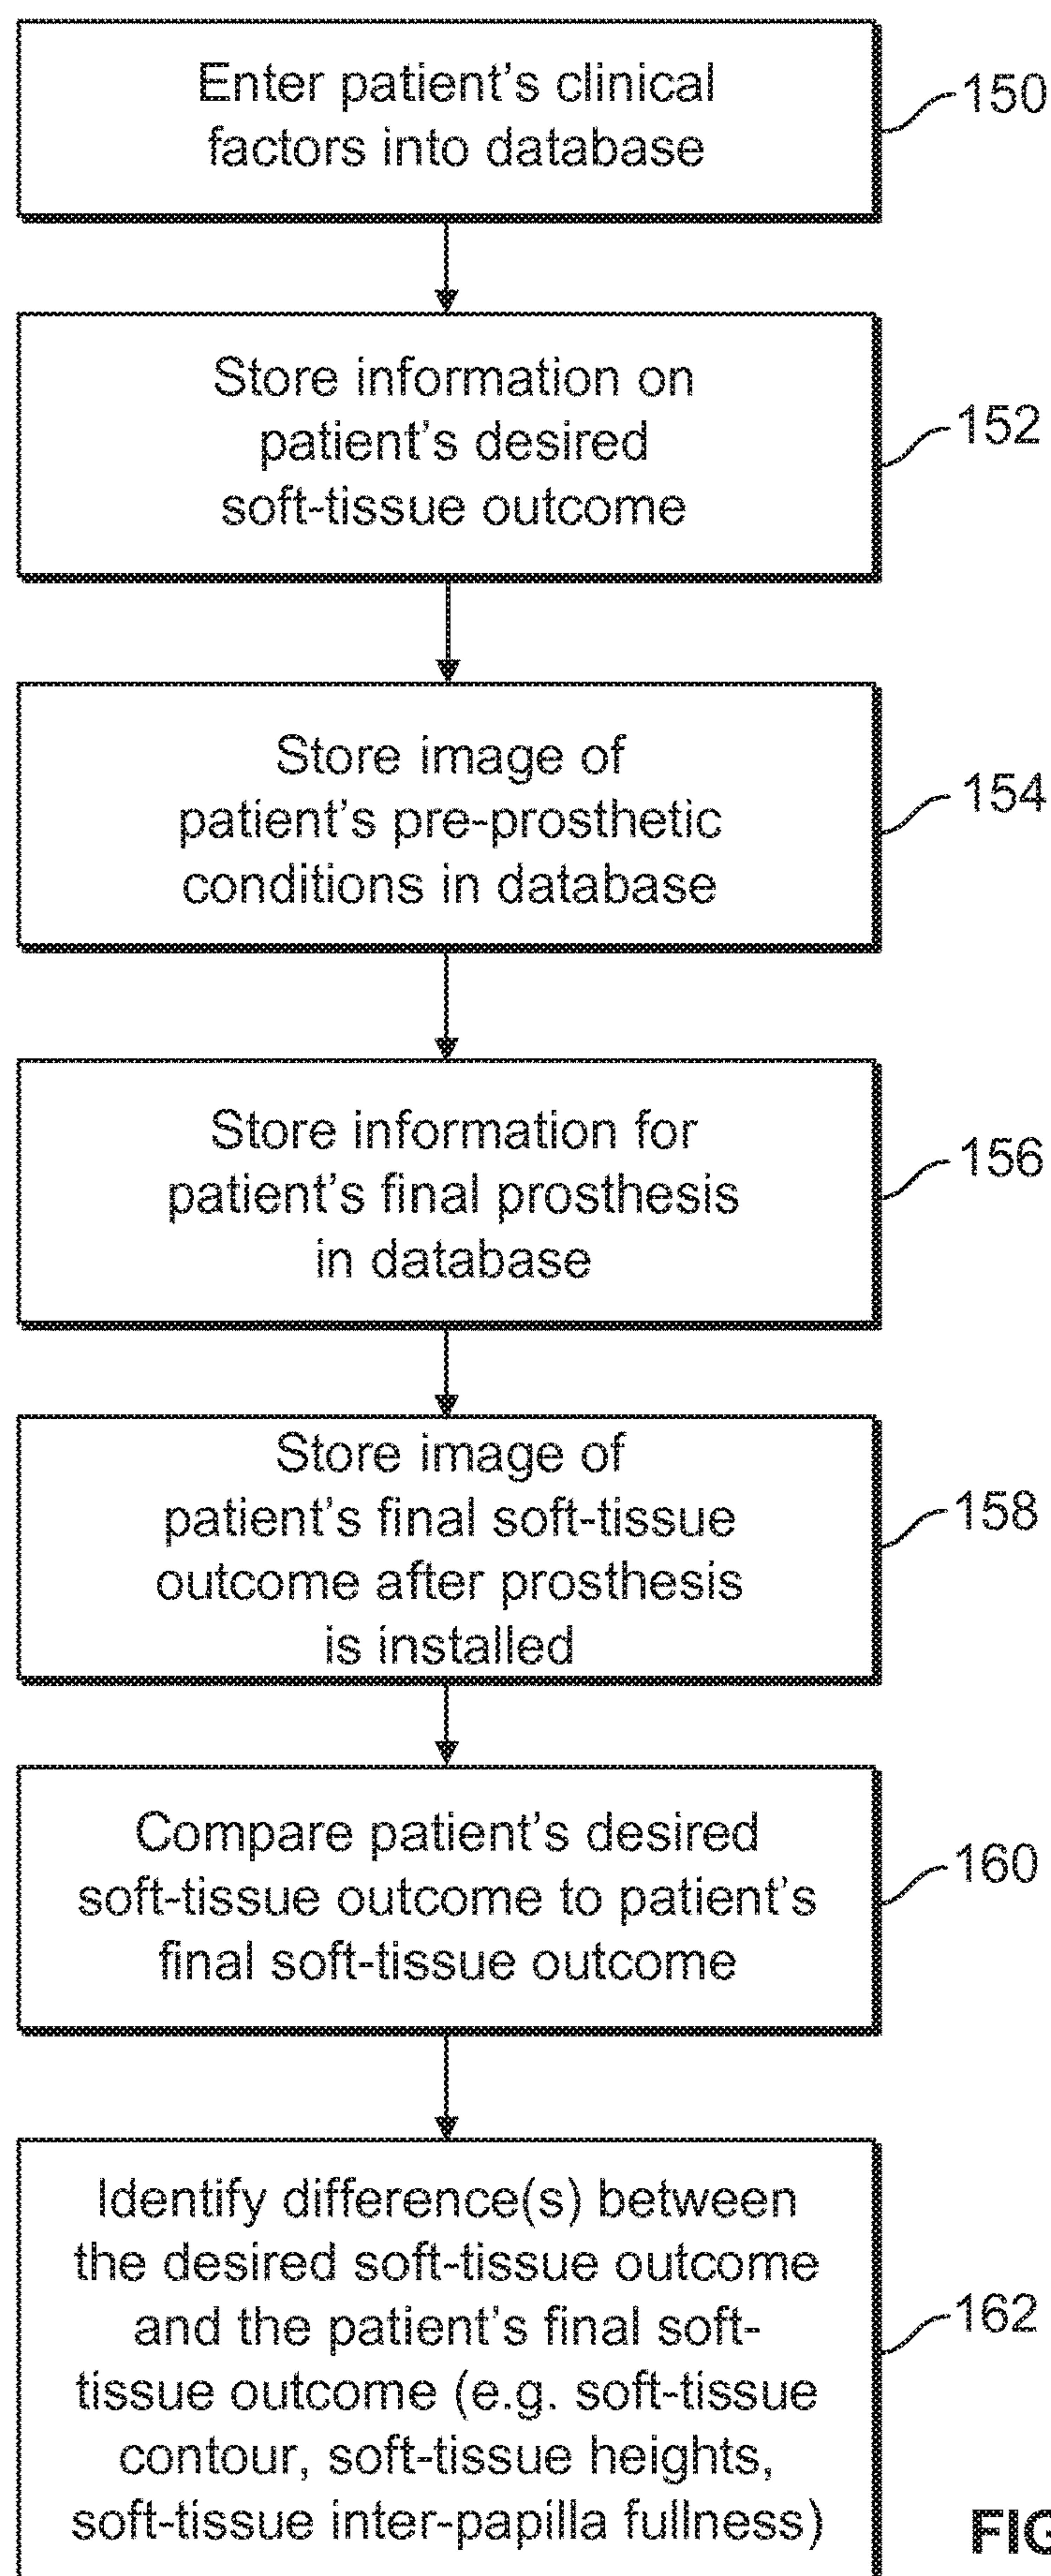 Enter patient's clinical
factors into database
150
Store information on
patient's desired
soft-tissue outcome
152
Store image of
patient's pre-prosthetic
conditions in database
154
Store information for
patient's final prosthesis
in database
156
Store image of
patient's final soft-tissue
outcome after prosthesis
is installed
158
Compare patient's desired
soft-tissue outcome to patient's
final soft-tissue outcome
160
Identify difference(s) between
the desired soft-tissue outcome
and the patient's final soft-
tissue outcome (e.g. soft-tissue
contour, soft-tissue heights,
soft-tissue inter-papilla fullness)
162
FIG